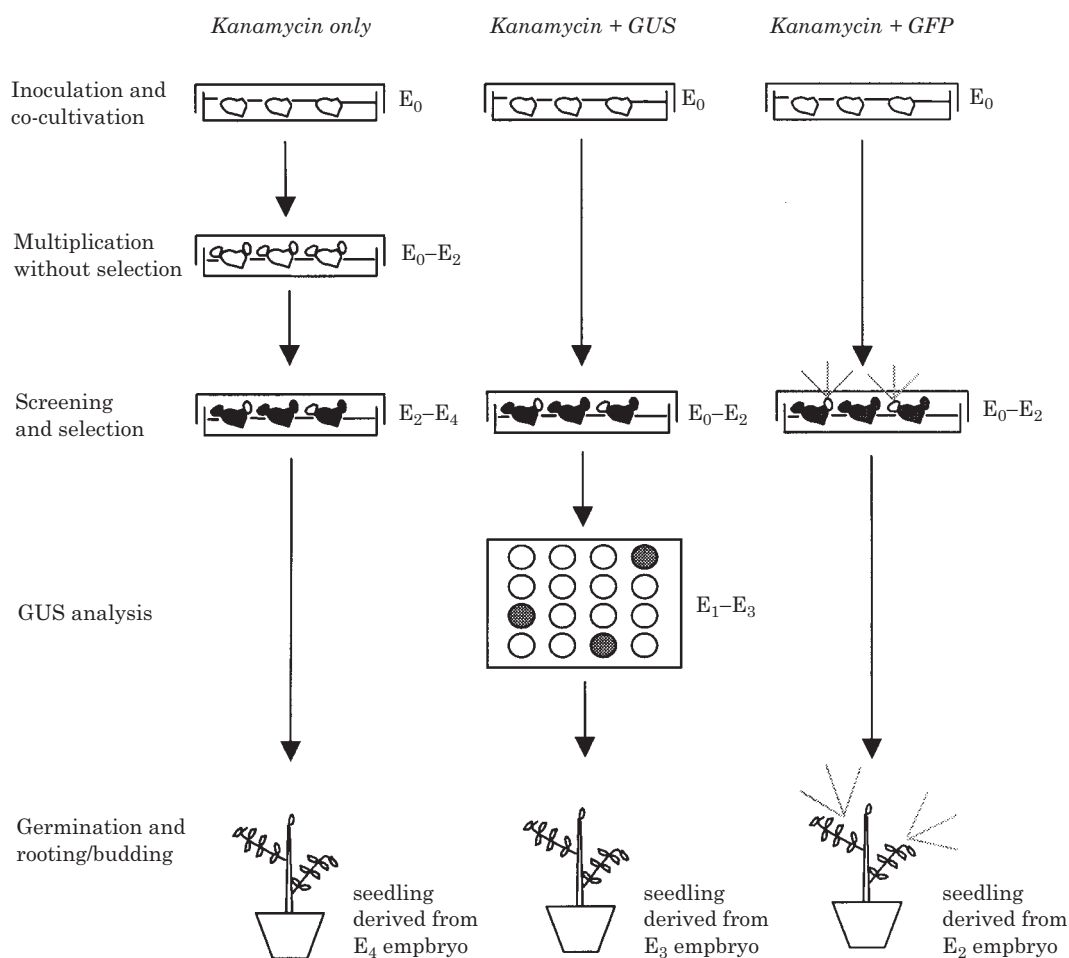 Kanamycin only
Kanamycin + GUS
Kanamycin + GFP
Inoculation and
co-cultivation
E₀
E₀
E₀
Multiplication
without selection
E₀–E₂
Screening
and selection
E₂–E₄
E₀–E₂
E₀–E₂
GUS analysis
E₁–E₃
Germination and
rooting/budding
seedling
derived from
E₄ empbryo
seedling
derived from
E₃ empbryo
seedling
derived from
E₂ empbryo